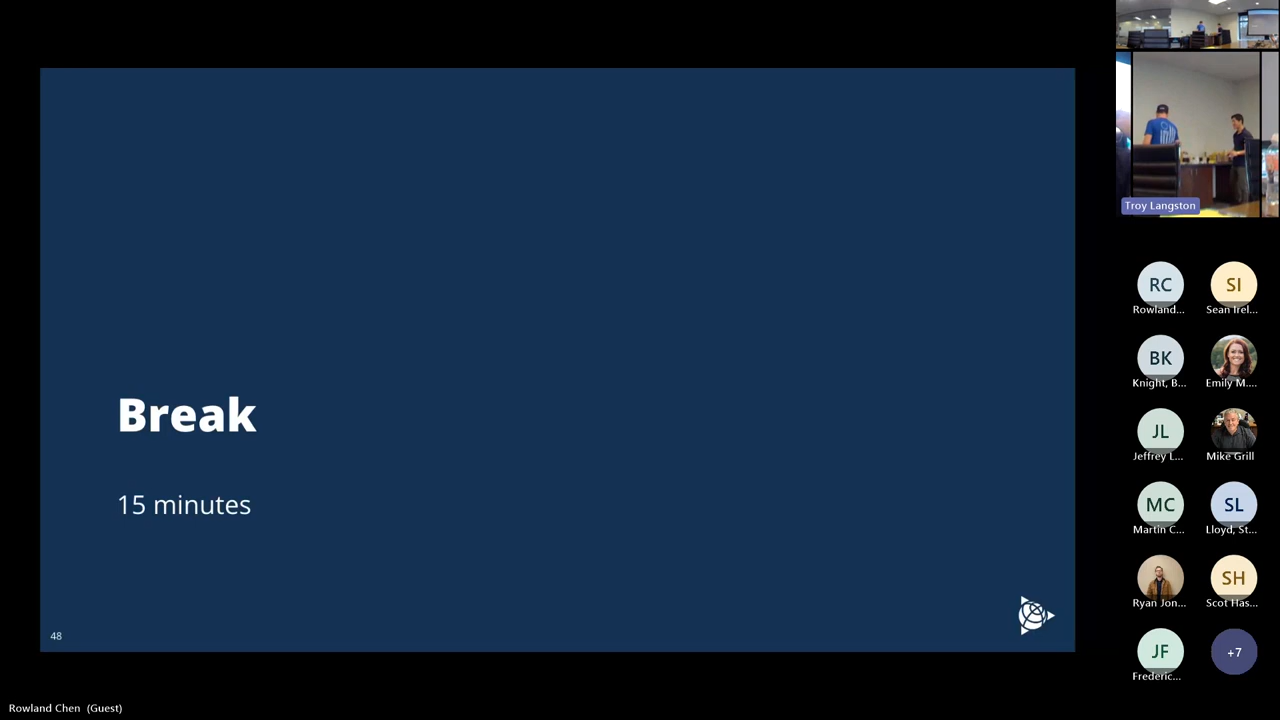 Break
15 minutes
48
Troy Langston
RC
Rowland...
SI
Sean Irel...
BK
Knight, B...
Emily M....
JL
Jeffrey L...
Mike Grill
MC
Martin C...
SL
Lloyd, St...
Ryan Jon...
SH
Scot Has...
JF
Frederic...
+7
Rowland Chen (Guest)